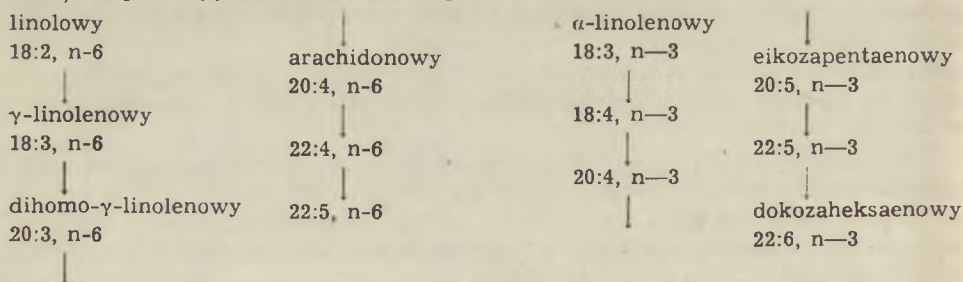 linolowy
18:2, n-6
γ-linolenowy
18:3, n-6
dihomo-γ-linolenowy
20:3, n-6
arachidonowy
20:4, n-6
22:4, n-6
22:5, n-6
α-linolenowy
18:3, n—3
18:4, n—3
20:4, n—3
eikozapentaenowy
20:5, n—3
22:5, n—3
dokozaheksaenowy
22:6, n—3